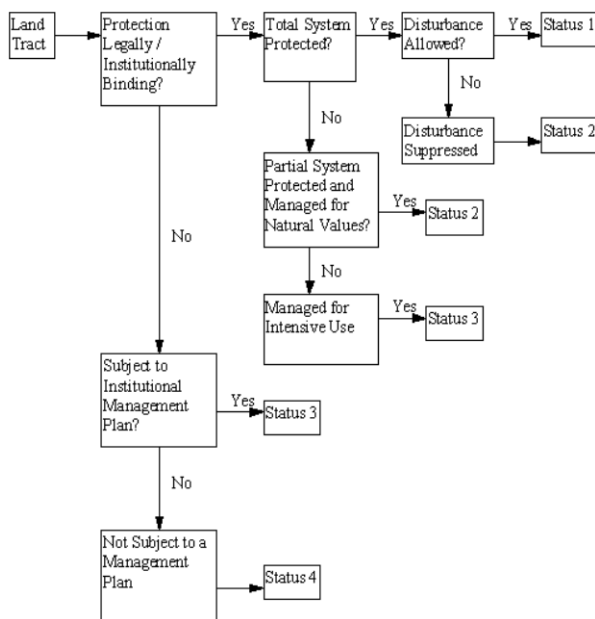 Land
Tract
Protection
Legally /
Institutionally
Binding?
Yes
Total System
Protected?
Yes
Disturbance
Allowed?
Yes
Status 1
No
Disturbance
Suppressed
Status 2
No
Partial System
Protected and
Managed for
Natural Values?
Yes
Status 2
No
Managed for
Intensive Use
Yes
Status 3
No
Subject to
Institutional
Management
Plan?
Yes
Status 3
No
Not Subject to a
Management
Plan
Status 4